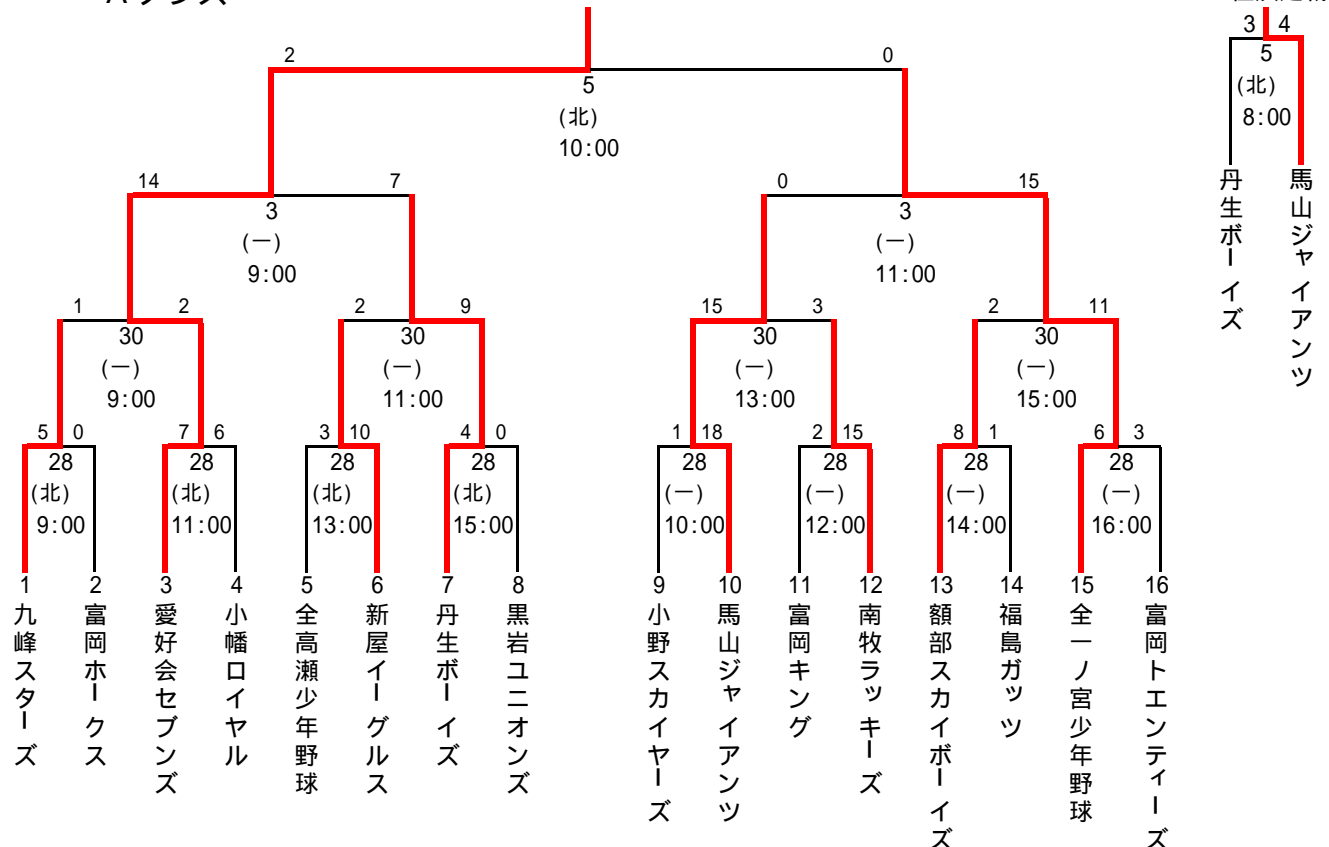 3 4
2 0
5
5
(北)
(北)
8:00
10:00
14 7 0 15
3 3
(一) (一)
9:00 11:00
丹生ボーイズ
馬山ジャイアンツ
1 2 2 9 15 3 2 11
30 30 30 30
(一) (一) (一) (一)
9:00 11:00 13:00 15:00
5 0 7 6 3 10 4 0 1 18 2 15 8 1 6 3
28 28 28 28 28 28 28 28
(北) (北) (北) (北) (一) (一) (一) (一)
9:00 11:00 13:00 15:00 10:00 12:00 14:00 16:00
1 2 3 4 5 6 7 8 9 10 11 12 13 14 15 16
九峰スターズ
富岡ホークス
愛好会セブンズ
小幡ロイヤル
全高瀬少年野球
新屋イーグルス
丹生ボーイズ
黒岩ユニオンズ
小野スカイヤーズ
馬山ジャイアンツ
富岡キング
南牧ラッキーズ
額部スカイボーイズ
福島ガッツ
全一ノ宮少年野球
富岡トエンティーズ